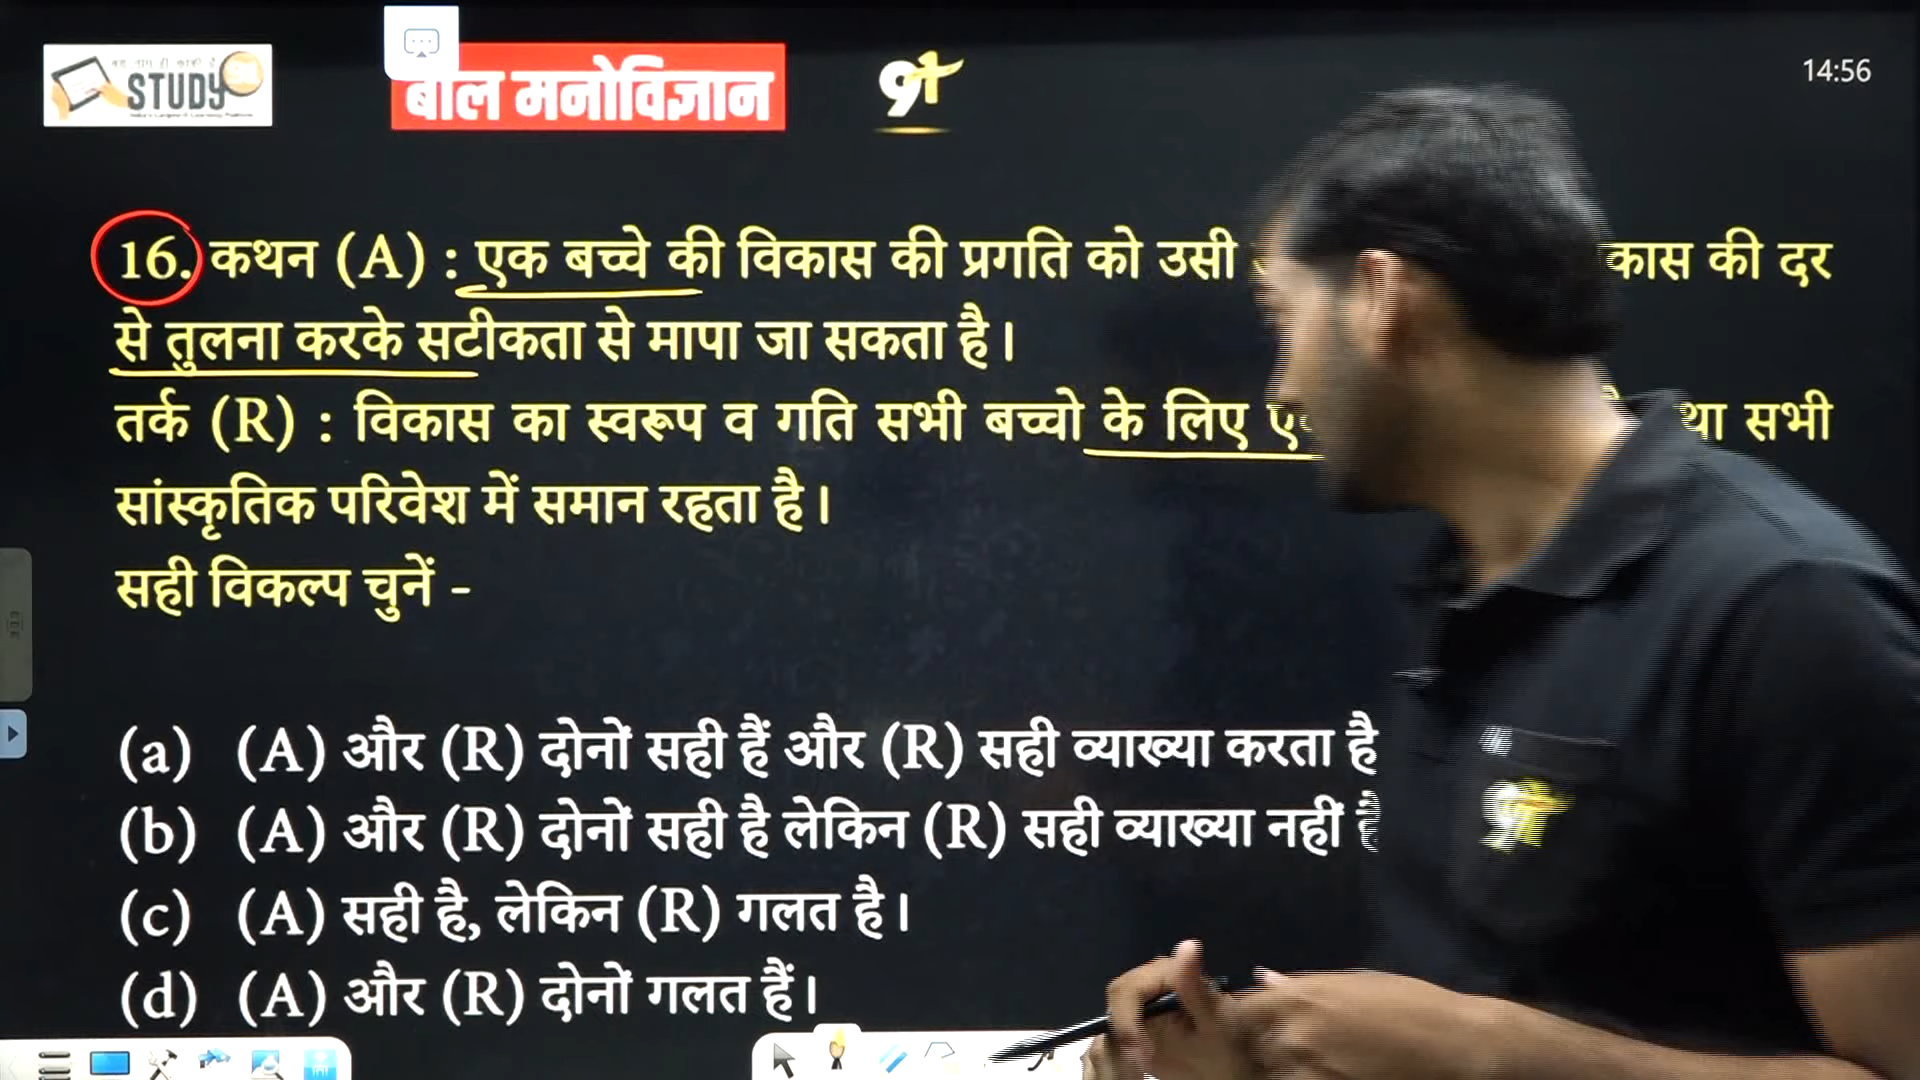 STUDY
बाल मनोविज्ञान
14:56
16. कथन (A) : एक बच्चे की विकास की प्रगति को उसी कास की दर
से तुलना करके सटीकता से मापा जा सकता है।
तर्क (R) : विकास का स्वरूप व गति सभी बच्चो के लिए सभी
सांस्कृतिक परिवेश में समान रहता है।
सही विकल्प चुनें -
(a) (A) और (R) दोनों सही हैं और (R) सही व्याख्या करता है
(b) (A) और (R) दोनों सही है लेकिन (R) सही व्याख्या नहीं
(c) (A) सही है, लेकिन (R) गलत है।
(d) (A) और (R) दोनों गलत हैं।